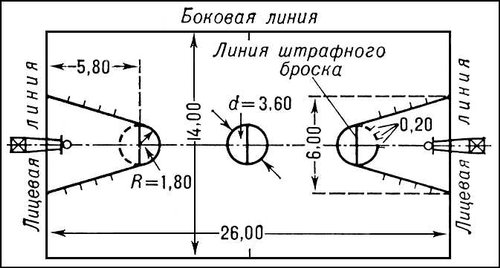 Боковая линия
5,80
Линия штрафного
броска
Лицевая линия
d=3,60
14,00
6,00
0,20
Лицевая линия
R=1,80
26,00